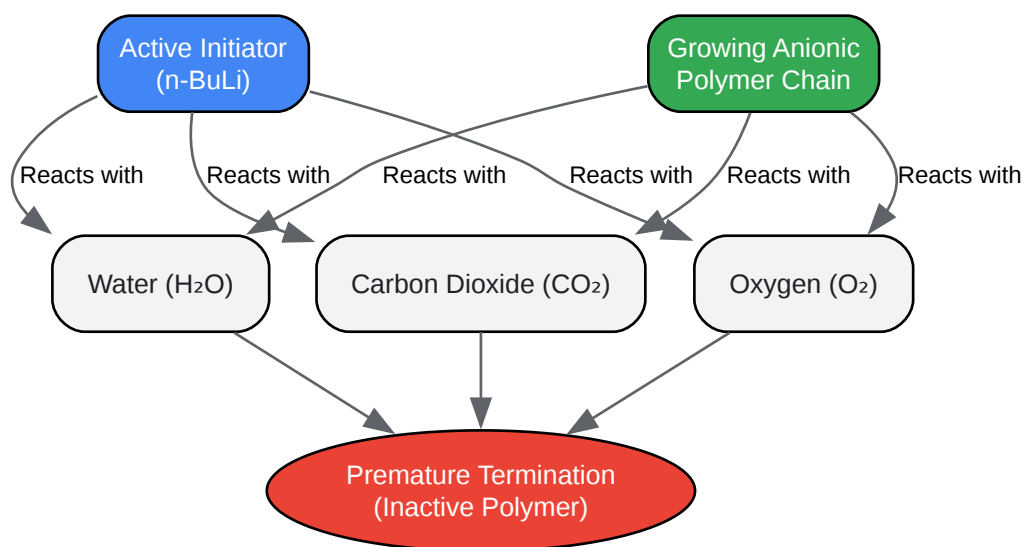 Active Initiator
(n-BuLi)
Growing Anionic
Polymer Chain
Reacts with
Reacts with
Reacts with
Reacts with
Reacts with
Reacts with
Water (H₂O)
Carbon Dioxide (CO₂)
Oxygen (O₂)
Premature Termination
(Inactive Polymer)